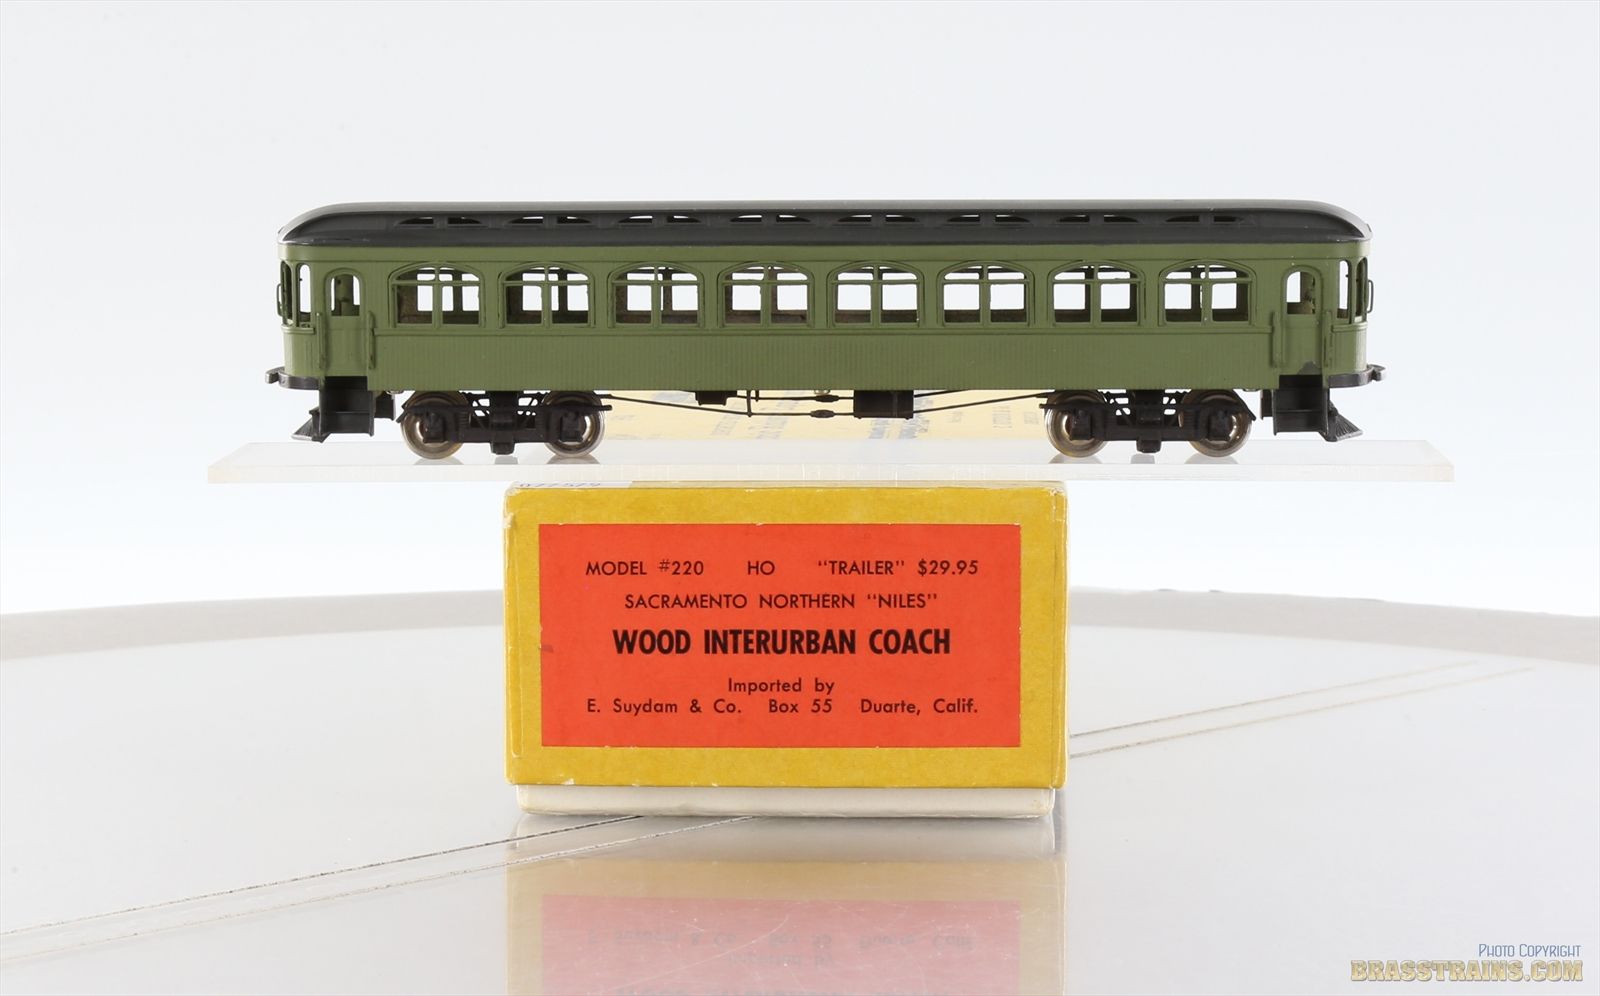 MODEL #220 HO "TRAILER" $29.95
SACRAMENTO NORTHERN "NILES"
WOOD INTERURBAN COACH
Imported by
E. Suydam & Co. Box 55 Duarte, Calif.
PHOTO COPYRIGHT
BRASSTRAINS.COM